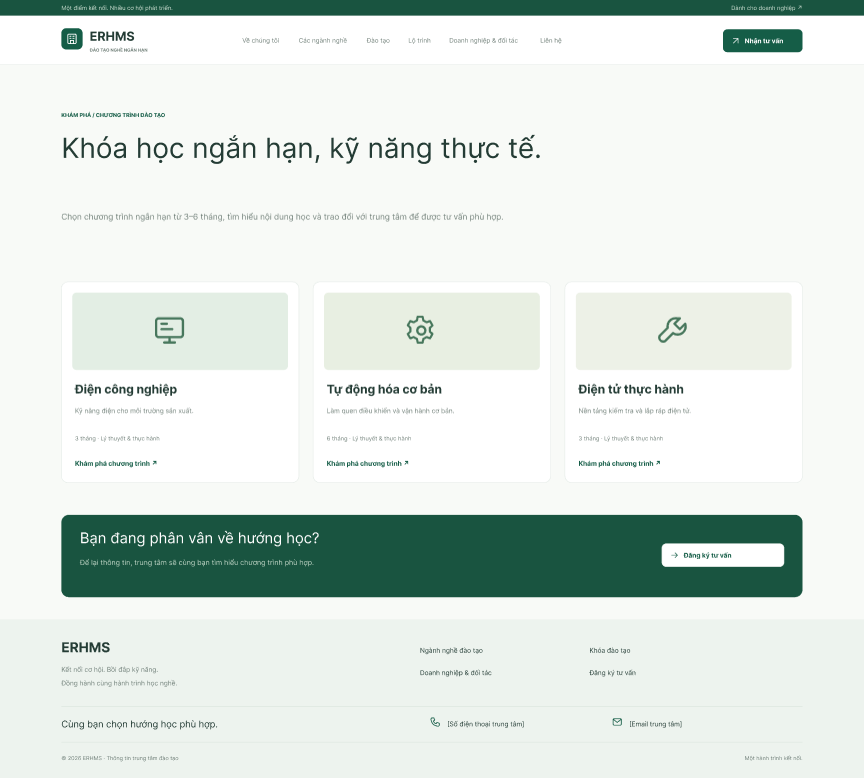 Một điểm kết nối. Nhiều cơ hội phát triển.
Dành cho doanh nghiệp ↗
ERHMS
ĐÀO TẠO NGHỀ NGẮN HẠN
Về chúng tôi
Các ngành nghề
Đào tạo
Lộ trình
Doanh nghiệp & đối tác
Liên hệ
Nhận tư vấn
KHÁM PHÁ / CHƯƠNG TRÌNH ĐÀO TẠO
Khóa học ngắn hạn, kỹ năng thực tế.
Chọn chương trình ngắn hạn từ 3–6 tháng, tìm hiểu nội dung học và trao đổi với trung tâm để được tư vấn phù hợp.
Điện công nghiệp
Kỹ năng điện cho môi trường sản xuất.
3 tháng · Lý thuyết & thực hành
Khám phá chương trình ↗
Tự động hóa cơ bản
Làm quen điều khiển và vận hành cơ bản.
6 tháng · Lý thuyết & thực hành
Khám phá chương trình ↗
Điện tử thực hành
Nền tảng kiểm tra và lắp ráp điện tử.
3 tháng · Lý thuyết & thực hành
Khám phá chương trình ↗
Bạn đang phân vân về hướng học?
Để lại thông tin, trung tâm sẽ cùng bạn tìm hiểu chương trình phù hợp.
Đăng ký tư vấn
ERHMS
Kết nối cơ hội. Bồi đắp kỹ năng.
Đồng hành cùng hành trình học nghề.
Ngành nghề đào tạo
Khóa đào tạo
Doanh nghiệp & đối tác
Đăng ký tư vấn
Cùng bạn chọn hướng học phù hợp.
[Số điện thoại trung tâm]
[Email trung tâm]
© 2026 ERHMS · Thông tin trung tâm đào tạo
Một hành trình kết nối.